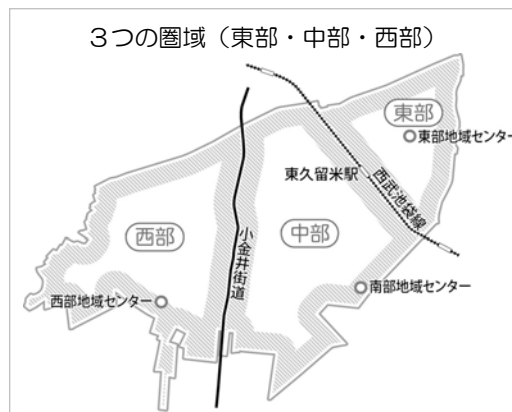 3つの圏域（東部・中部・西部）
東部
東部地域センター
東久留米駅
西武池袋線
西部
中部
小金井街道
南部地域センター
西部地域センター